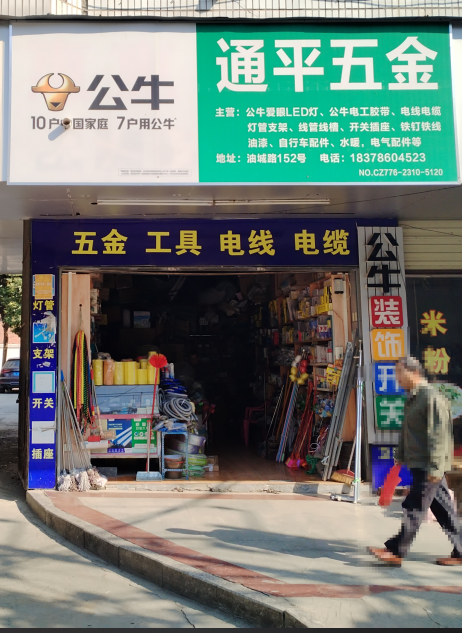 公牛
10户中国家庭 7户用公牛
通平五金
主营：公牛爱眼LED灯、公牛电工胶带、电线电缆
灯管支架、线管线槽、开关插座、铁钉铁线
油漆、自行车配件、水暖，电气配件等
地址：油城路152号 电话：18378604523
NO.CZ776-2310-5120
五金 工具 电线 电缆
灯管
支架
开关
插座
公牛
装饰开关
米粉